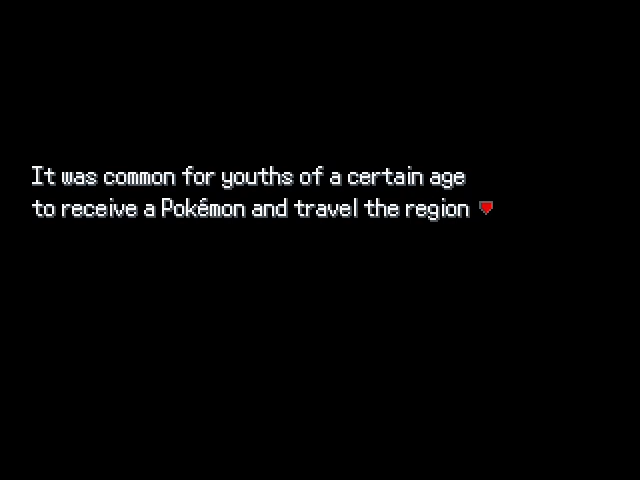 It was common for youths of a certain age
to receive a Pokémon and travel the region